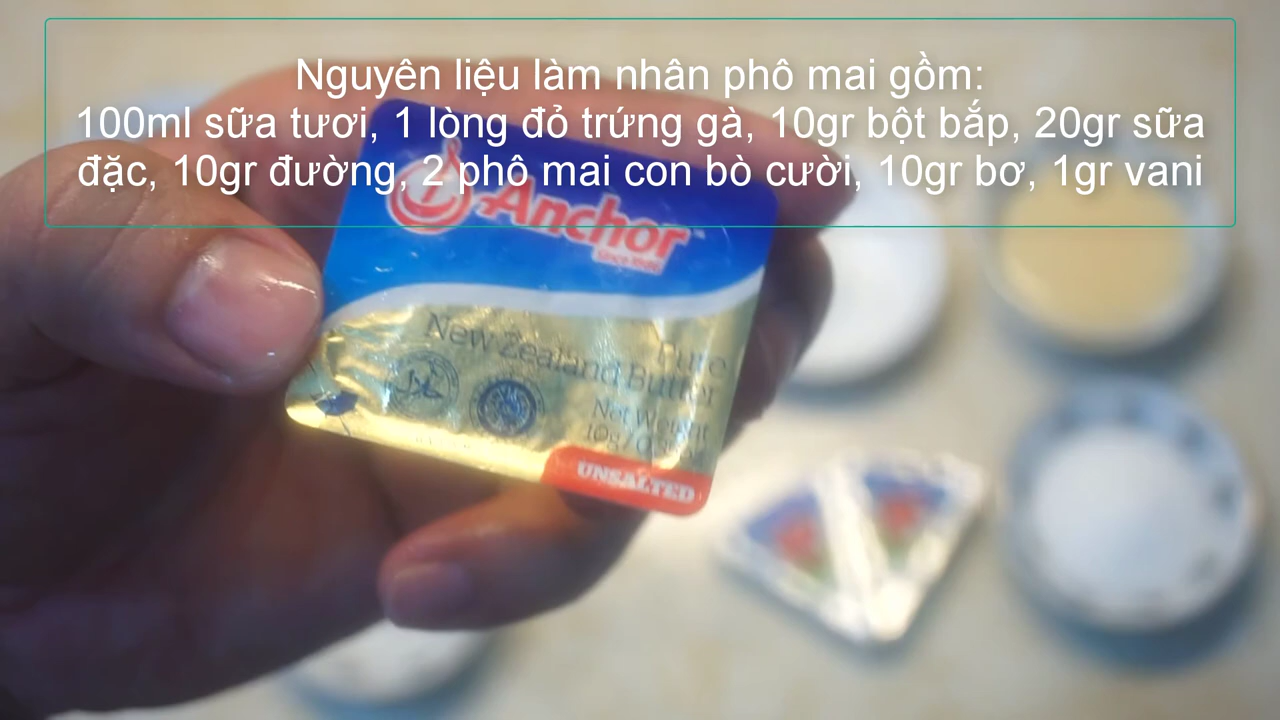 Nguyên liệu làm nhân phô mai gồm:
100ml sữa tươi, 1 lòng đỏ trứng gà, 10gr bột bắp, 20gr sữa
đặc, 10gr đường, 2 phô mai con bò cười, 10gr bơ, 1gr vani
Anchor
Pure
New Zealand Butter
Net Weight
10g/
UNSALTED